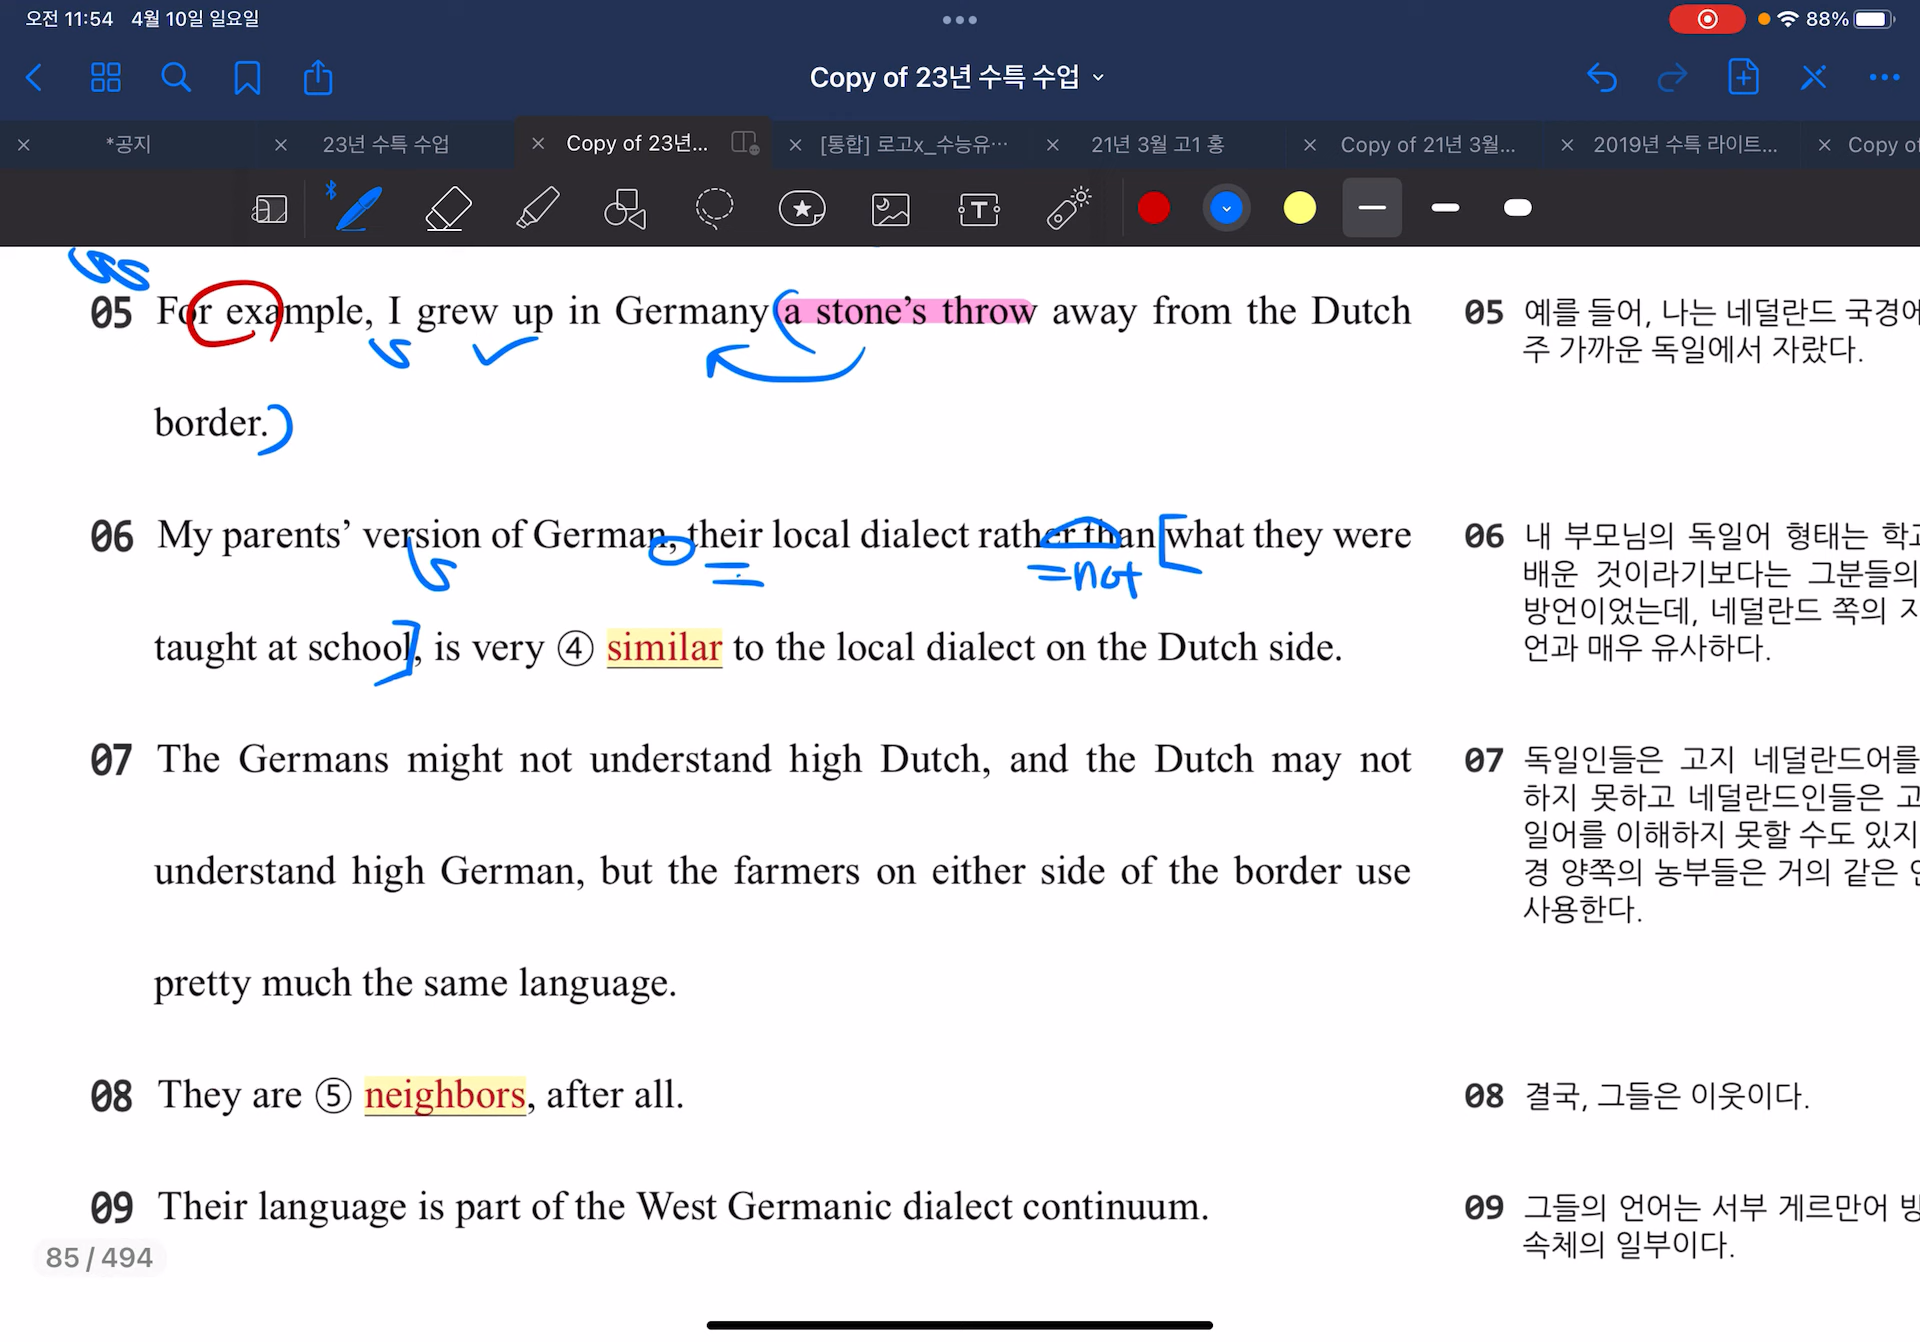 오전 11:54 4월 10일 일요일
88%
Copy of 23년 수특 수업
*공지
23년 수특 수업
Copy of 23년...
[통합] 로고x_수능유…
21년 3월 고1 홍
Copy of 21년 3월...
2019년 수특 라이트...
Copy of
05 For example, I grew up in Germany a stone's throw away from the Dutch
border.
05 예를 들어, 나는 네덜란드 국경에
주 가까운 독일에서 자랐다.
06 My parents' version of German, their local dialect rather than what they were
=not
taught at school, is very ④ similar to the local dialect on the Dutch side.
06 내 부모님의 독일어 형태는 학교
배운 것이라기보다는 그분들의
방언이었는데, 네덜란드 쪽의 지
언과 매우 유사하다.
07 The Germans might not understand high Dutch, and the Dutch may not
understand high German, but the farmers on either side of the border use
pretty much the same language.
07 독일인들은 고지 네덜란드어를
하지 못하고 네덜란드인들은 고
일어를 이해하지 못할 수도 있지
경 양쪽의 농부들은 거의 같은
사용한다.
08 They are ⑤ neighbors, after all.
08 결국, 그들은 이웃이다.
09 Their language is part of the West Germanic dialect continuum.
09 그들의 언어는 서부 게르만어 방
속체의 일부이다.
85 / 494